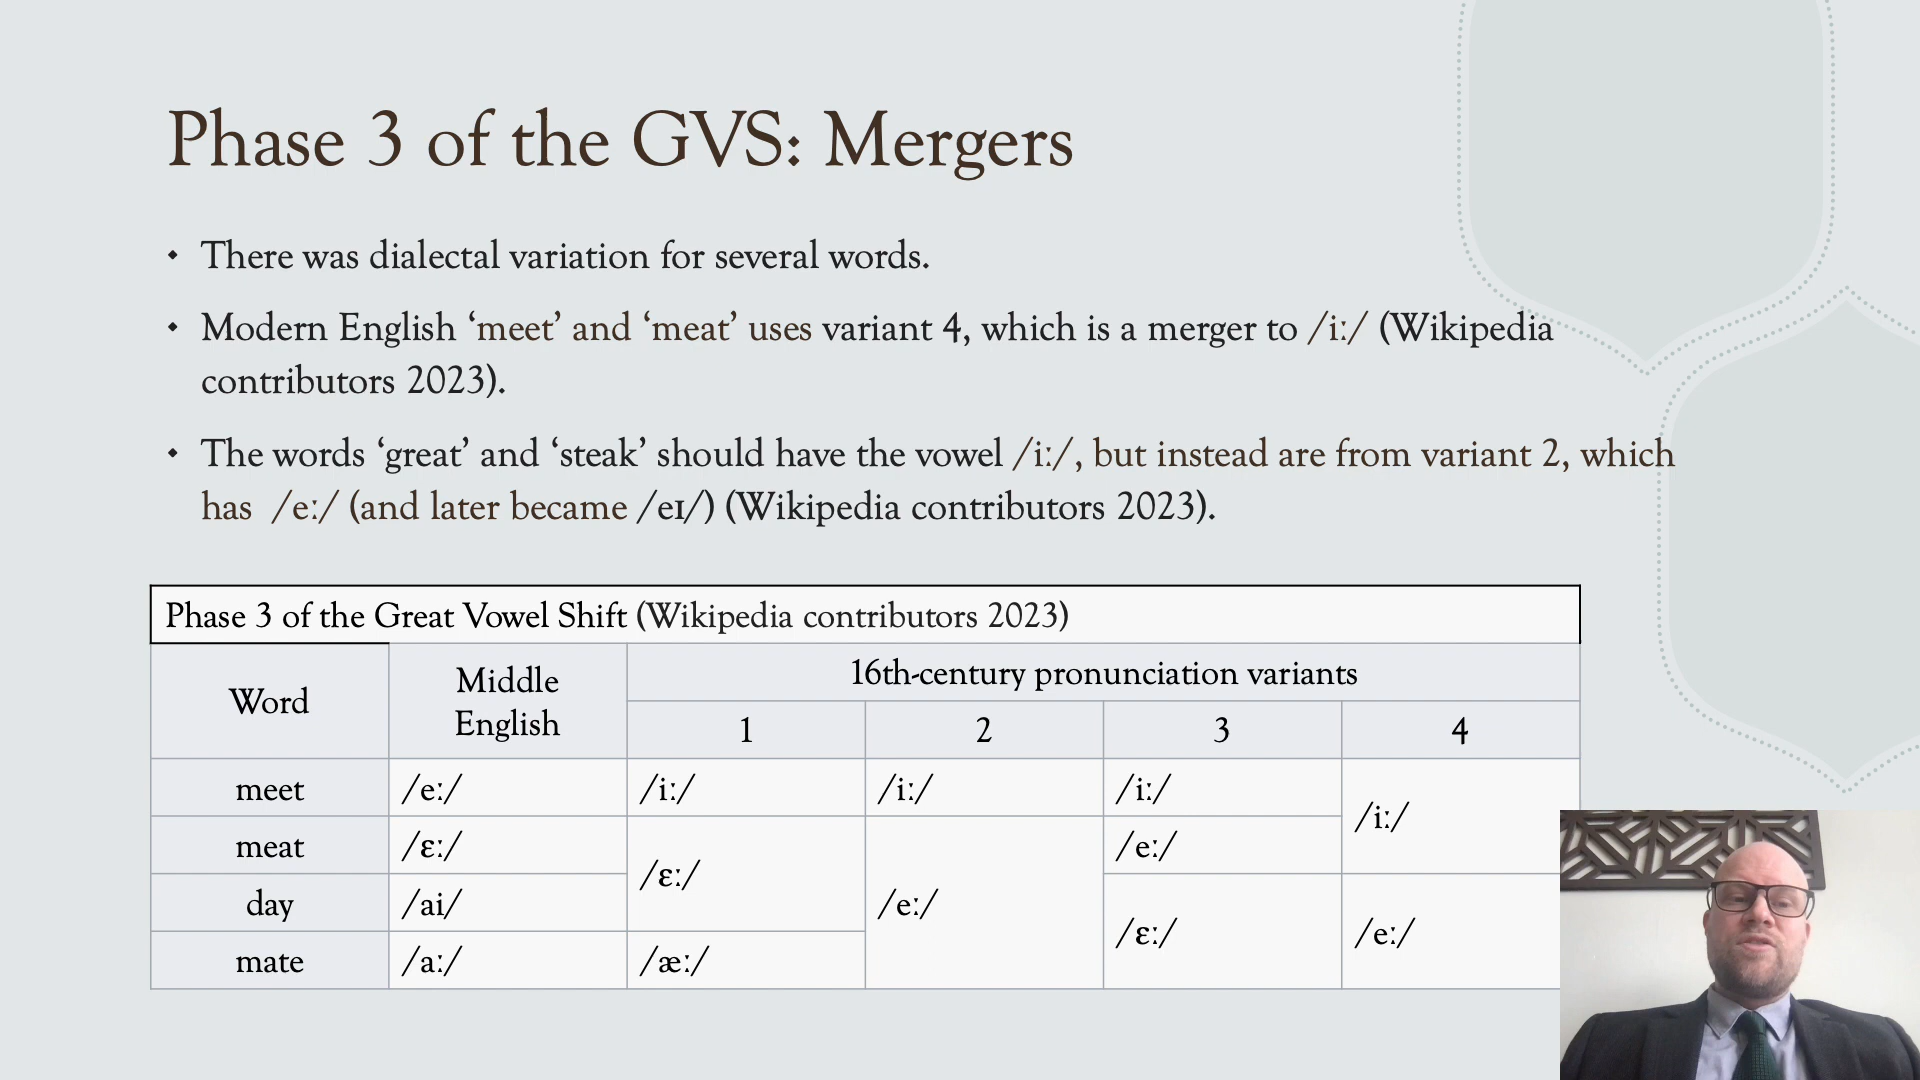 Phase 3 of the GVS: Mergers
• There was dialectal variation for several words.
• Modern English ‘meet’ and ‘meat’ uses variant 4, which is a merger to /iː/ (Wikipedia
contributors 2023).
• The words ‘great’ and ‘steak’ should have the vowel /iː/, but instead are from variant 2, which
has /eː/ (and later became /eɪ/) (Wikipedia contributors 2023).
Phase 3 of the Great Vowel Shift (Wikipedia contributors 2023)
Word
Middle
English
16th-century pronunciation variants
1 2 3 4
meet /eː/ /iː/ /iː/ /iː/ /iː/
meat /ɛː/ /ɛː/ /eː/ /eː/
day /ai/ /ɛː/ /eː/
mate /aː/ /æː/